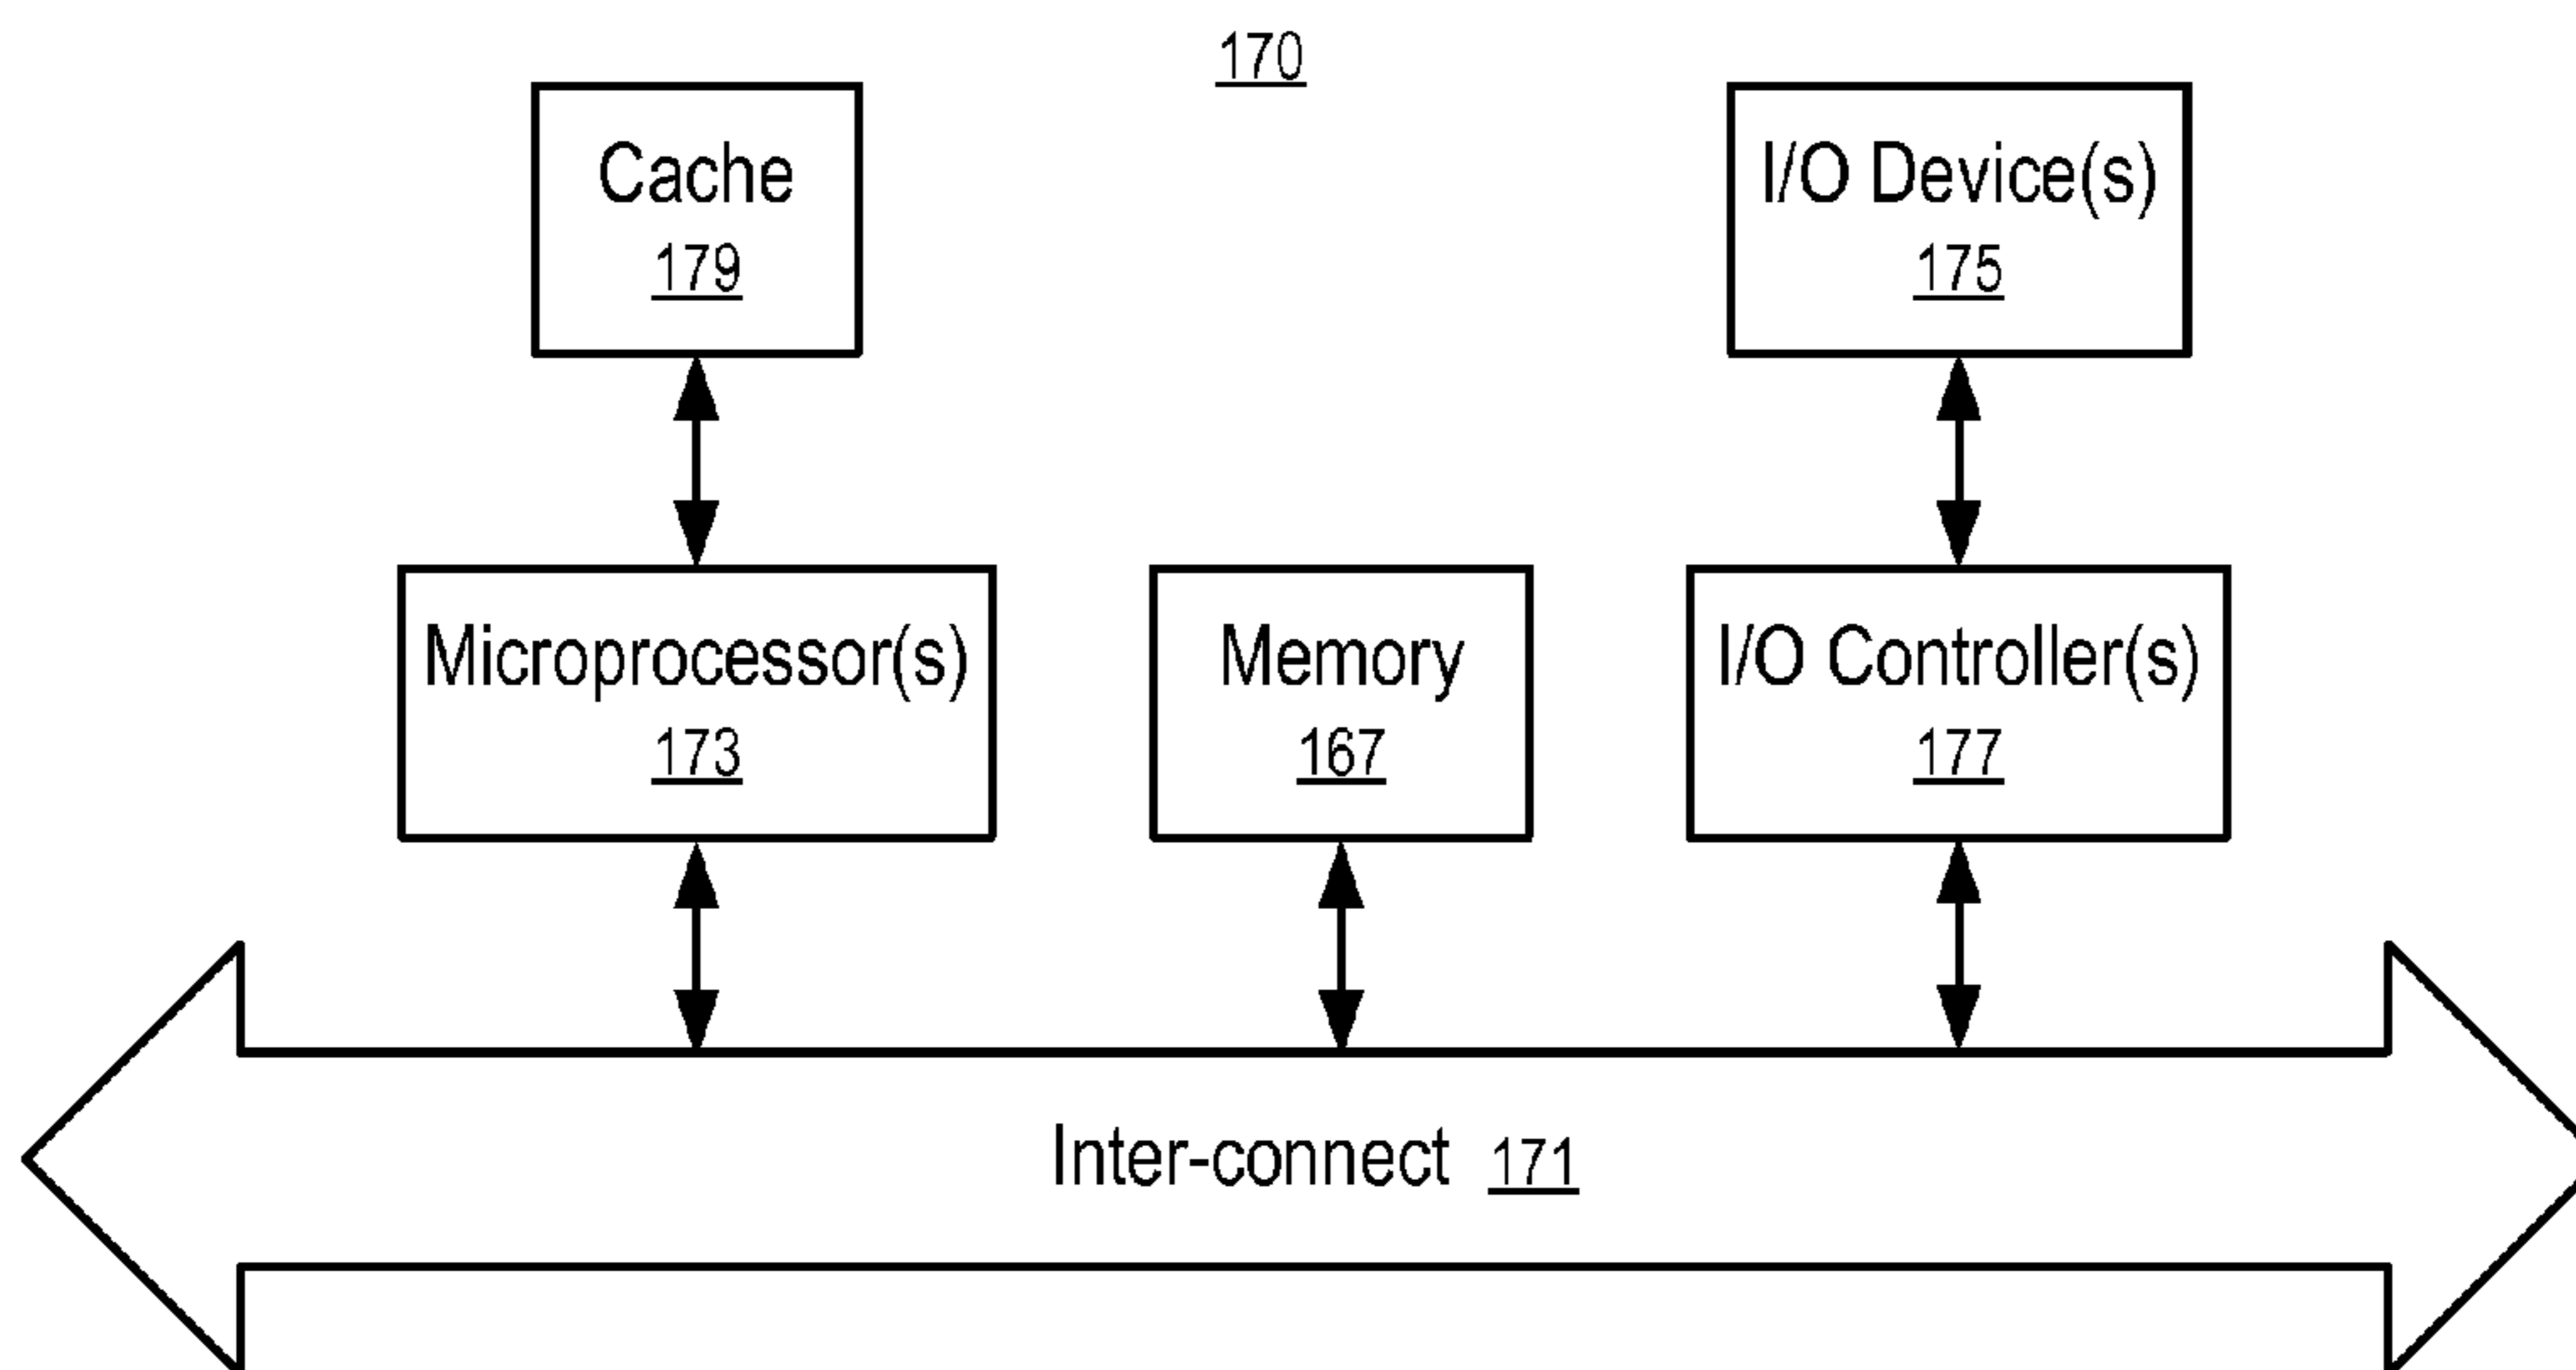 170
Cache
179
I/O Device(s)
175
Microprocessor(s)
173
Memory
167
I/O Controller(s)
177
Inter-connect 171